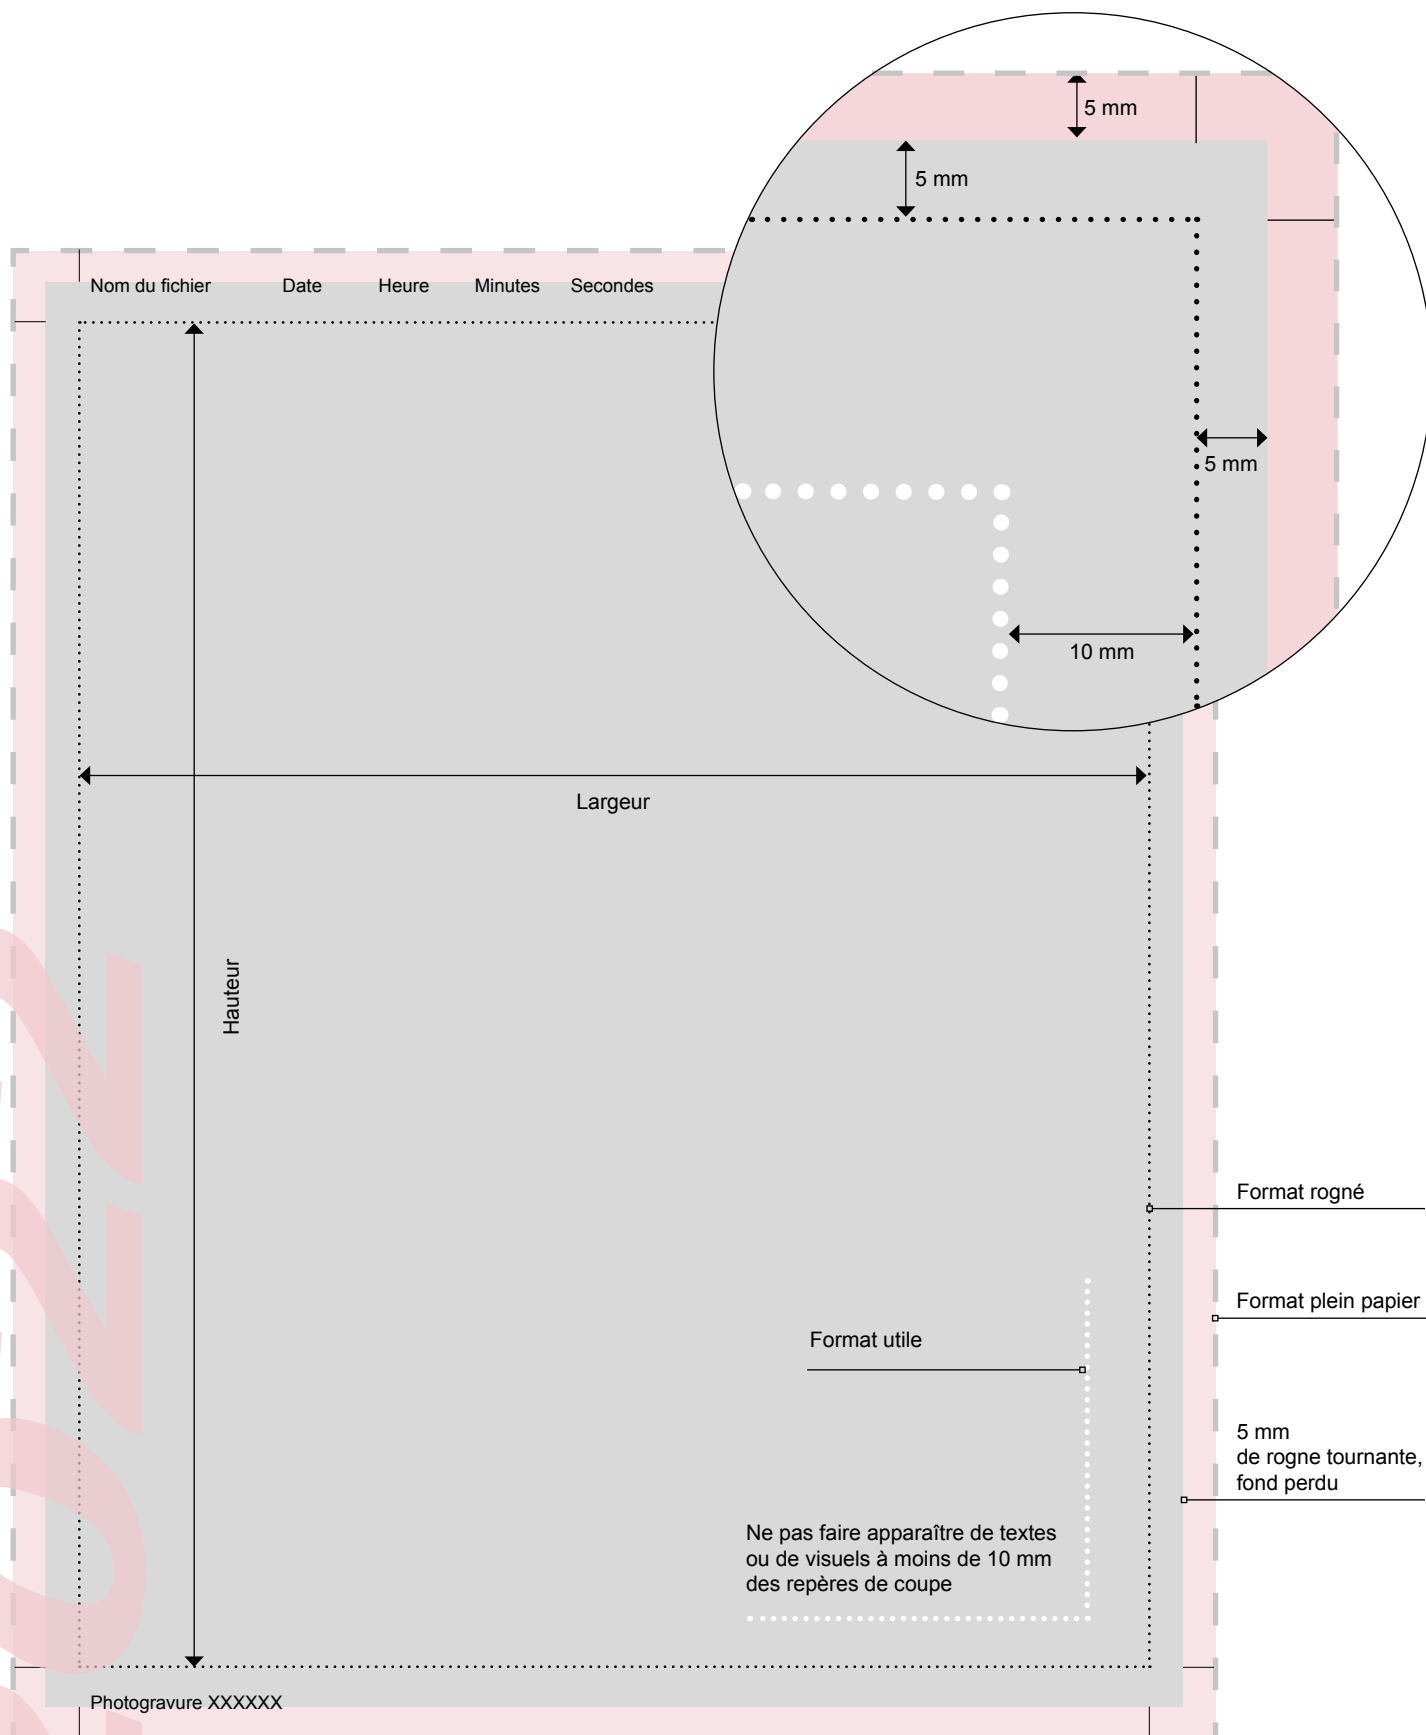 5 mm
5 mm
Nom du fichier Date Heure Minutes Secondes
5 mm
10 mm
Largeur
Hauteur
Format rogné
Format plein papier
Format utile
5 mm
de rogne tournante,
fond perdu
Ne pas faire apparaître de textes
ou de visuels à moins de 10 mm
des repères de coupe
Photogravure XXXXXX